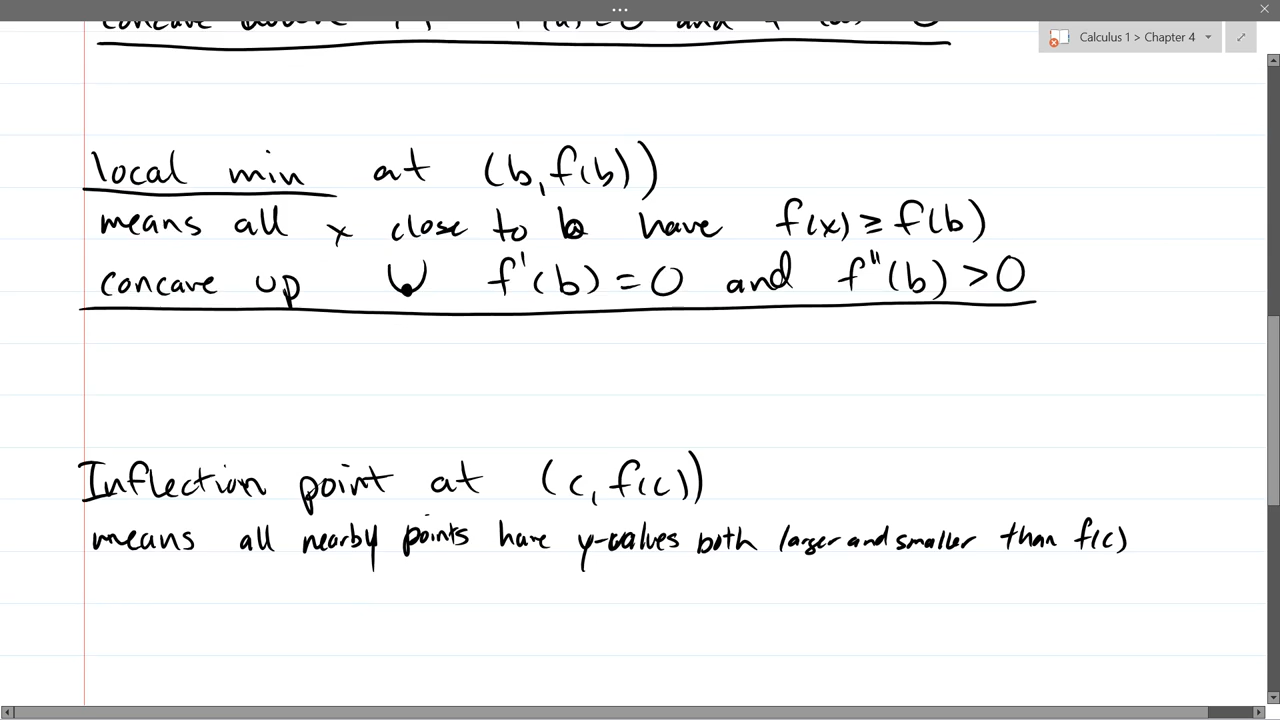 Calculus 1 > Chapter 4
local min at (b, f(b))
means all x close to b have f(x) ≥ f(b)
concave up f'(b) = 0 and f"(b) > 0
Inflection point at (c, f(c))
means all nearby points have y-values both larger and smaller than f(c)